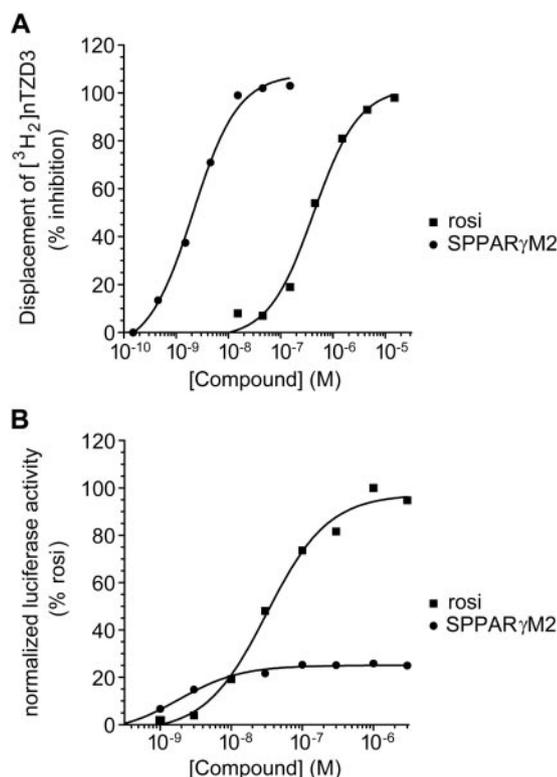 A
Displacement of [³H₂]nTZD3
(% inhibition)
120
100
80
60
40
20
0
10⁻¹⁰ 10⁻⁹ 10⁻⁸ 10⁻⁷ 10⁻⁶ 10⁻⁵
[Compound] (M)
rosi
SPPARγM2
B
normalized luciferase activity
(% rosi)
120
100
80
60
40
20
0
10⁻⁹ 10⁻⁸ 10⁻⁷ 10⁻⁶
[Compound] (M)
rosi
SPPARγM2